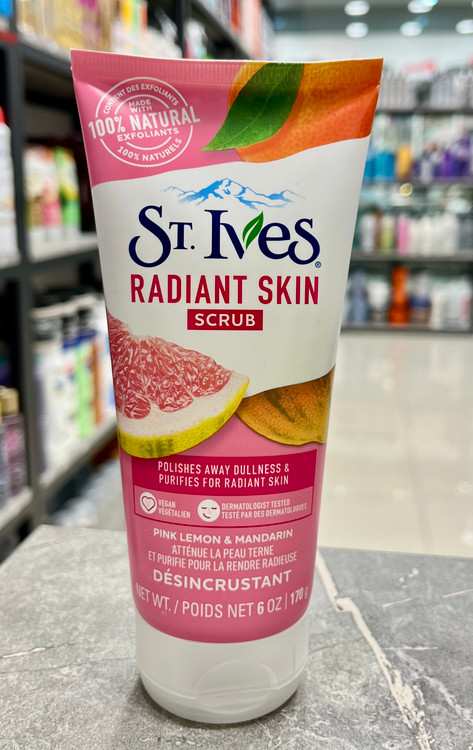 CONTIENT DES EXFOLIANTS
MADE
WITH
100% NATURAL
EXFOLIANTS
100% NATURELS
ST. IVES®
RADIANT SKIN
SCRUB
POLISHES AWAY DULLNESS &
PURIFIES FOR RADIANT SKIN
VEGAN
VÉGÉTALIEN
DERMATOLOGIST TESTED
TESTÉ PAR DES DERMATOLOGUES
PINK LEMON & MANDARIN
ATTÉNUE LA PEAU TERNE
ET PURIFIE POUR LA RENDRE RADIEUSE
DÉSINCRUSTANT
NET WT. / POIDS NET 6 OZ | 170 g